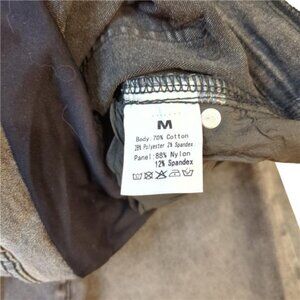 M
Body: 70% Cotton
28% Polyester 2% Spandex
Panel: 88% Nylon
12% Spandex